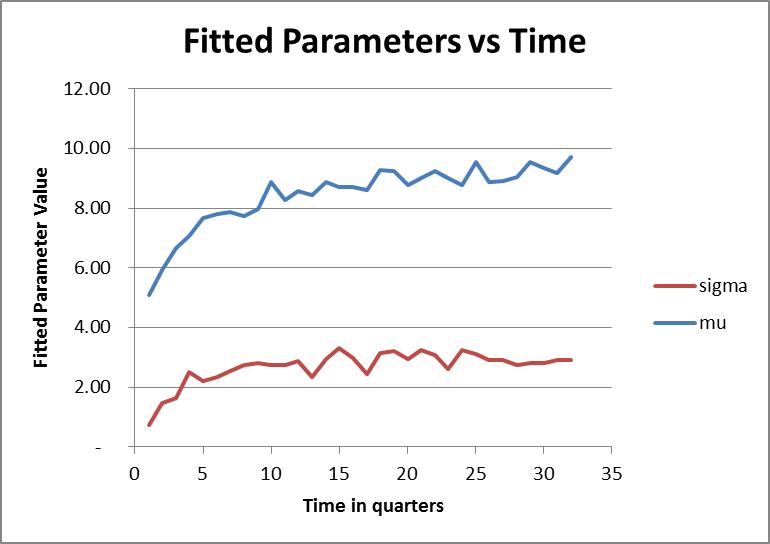 Fitted Parameters vs Time
12.00
10.00
8.00
6.00
4.00
2.00
-
Fitted Parameter Value
0 5 10 15 20 25 30 35
Time in quarters
sigma
mu